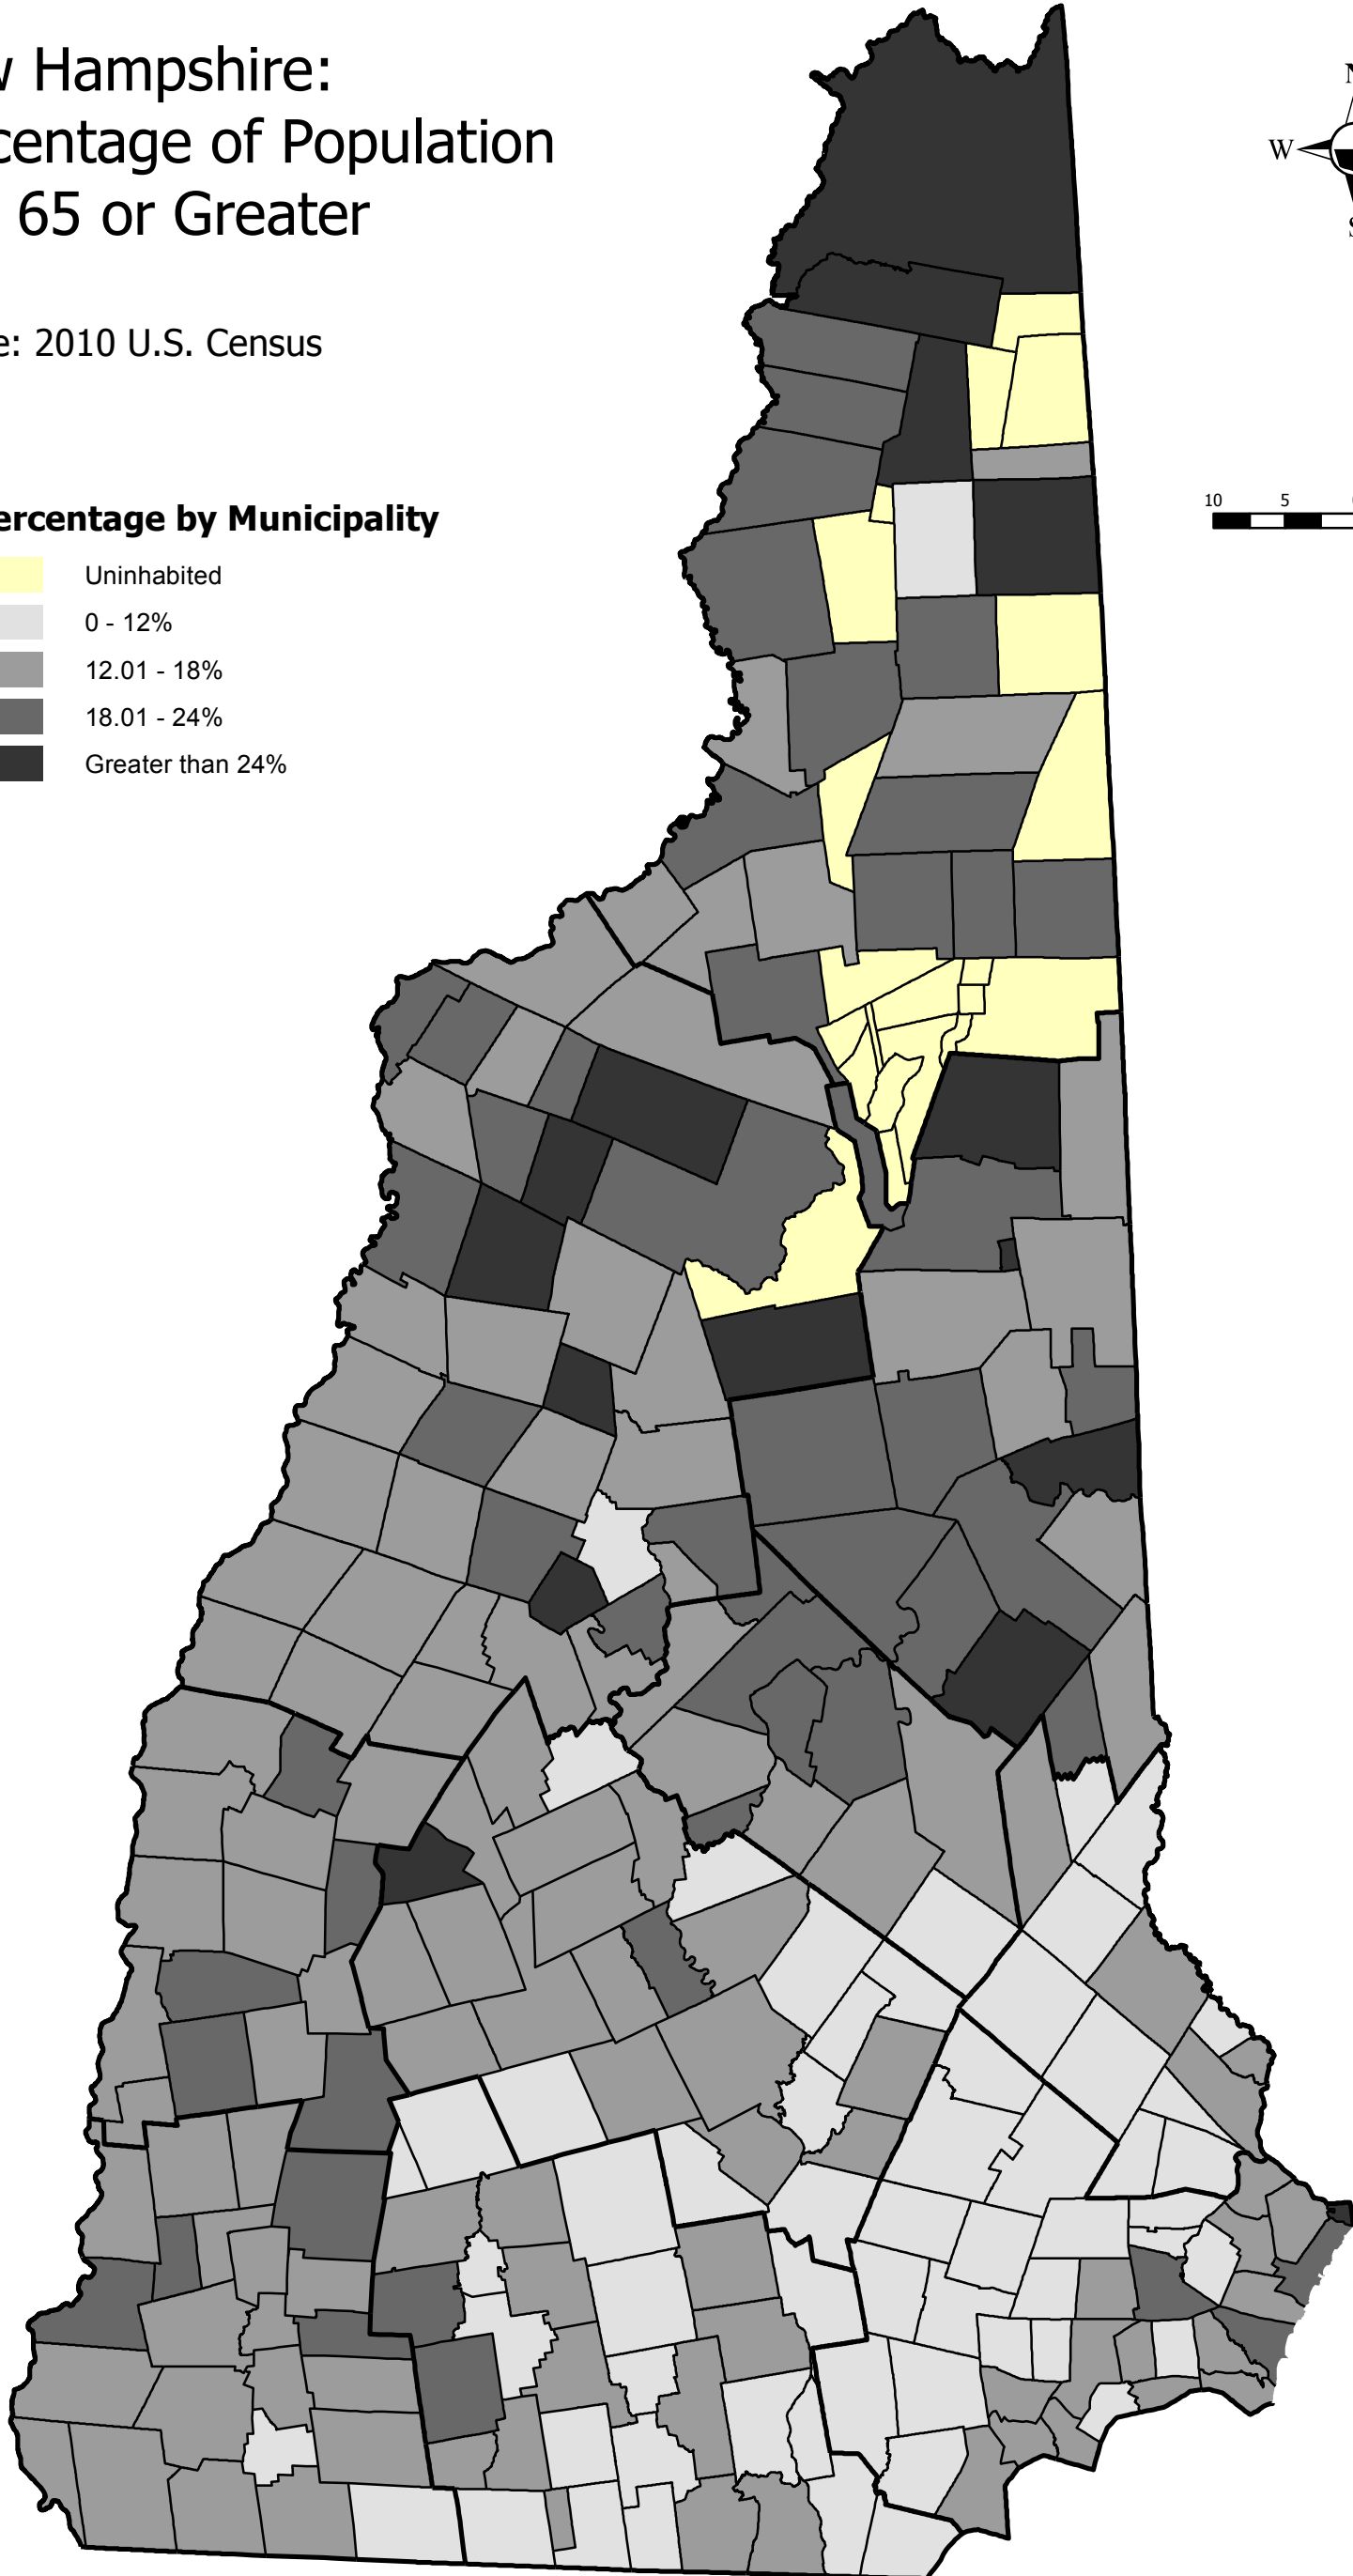 w Hampshire:
centage of Population
65 or Greater
e: 2010 U.S. Census
ercentage by Municipality
Uninhabited
0 - 12%
12.01 - 18%
18.01 - 24%
Greater than 24%
W
10 5